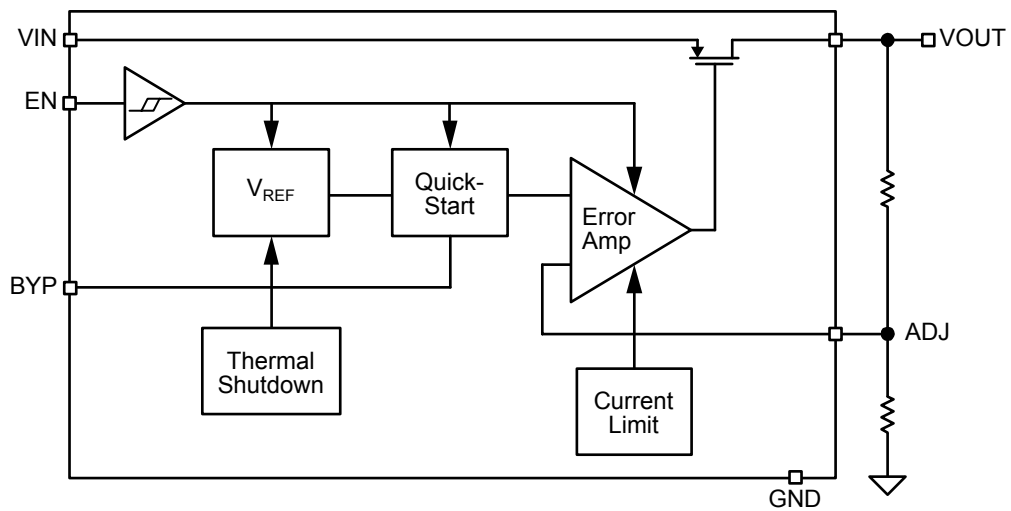 VIN
VOUT
EN
VREF
Quick-
Start
Error
Amp
BYP
ADJ
Thermal
Shutdown
Current
Limit
GND